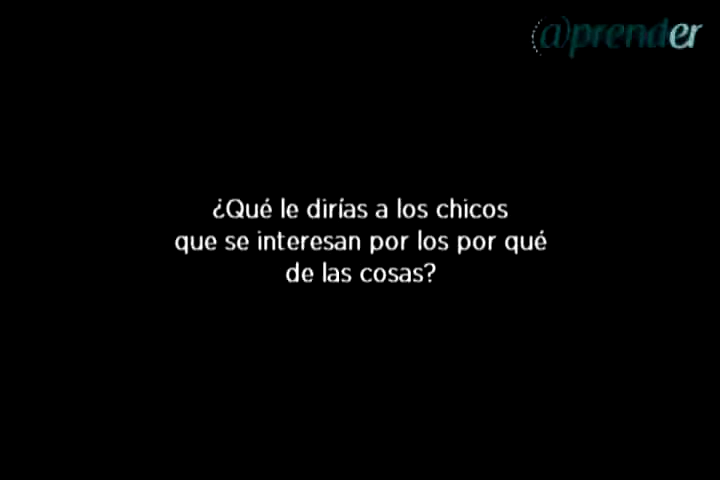 (a)prender
¿Qué le dirías a los chicos
que se interesan por los por qué
de las cosas?